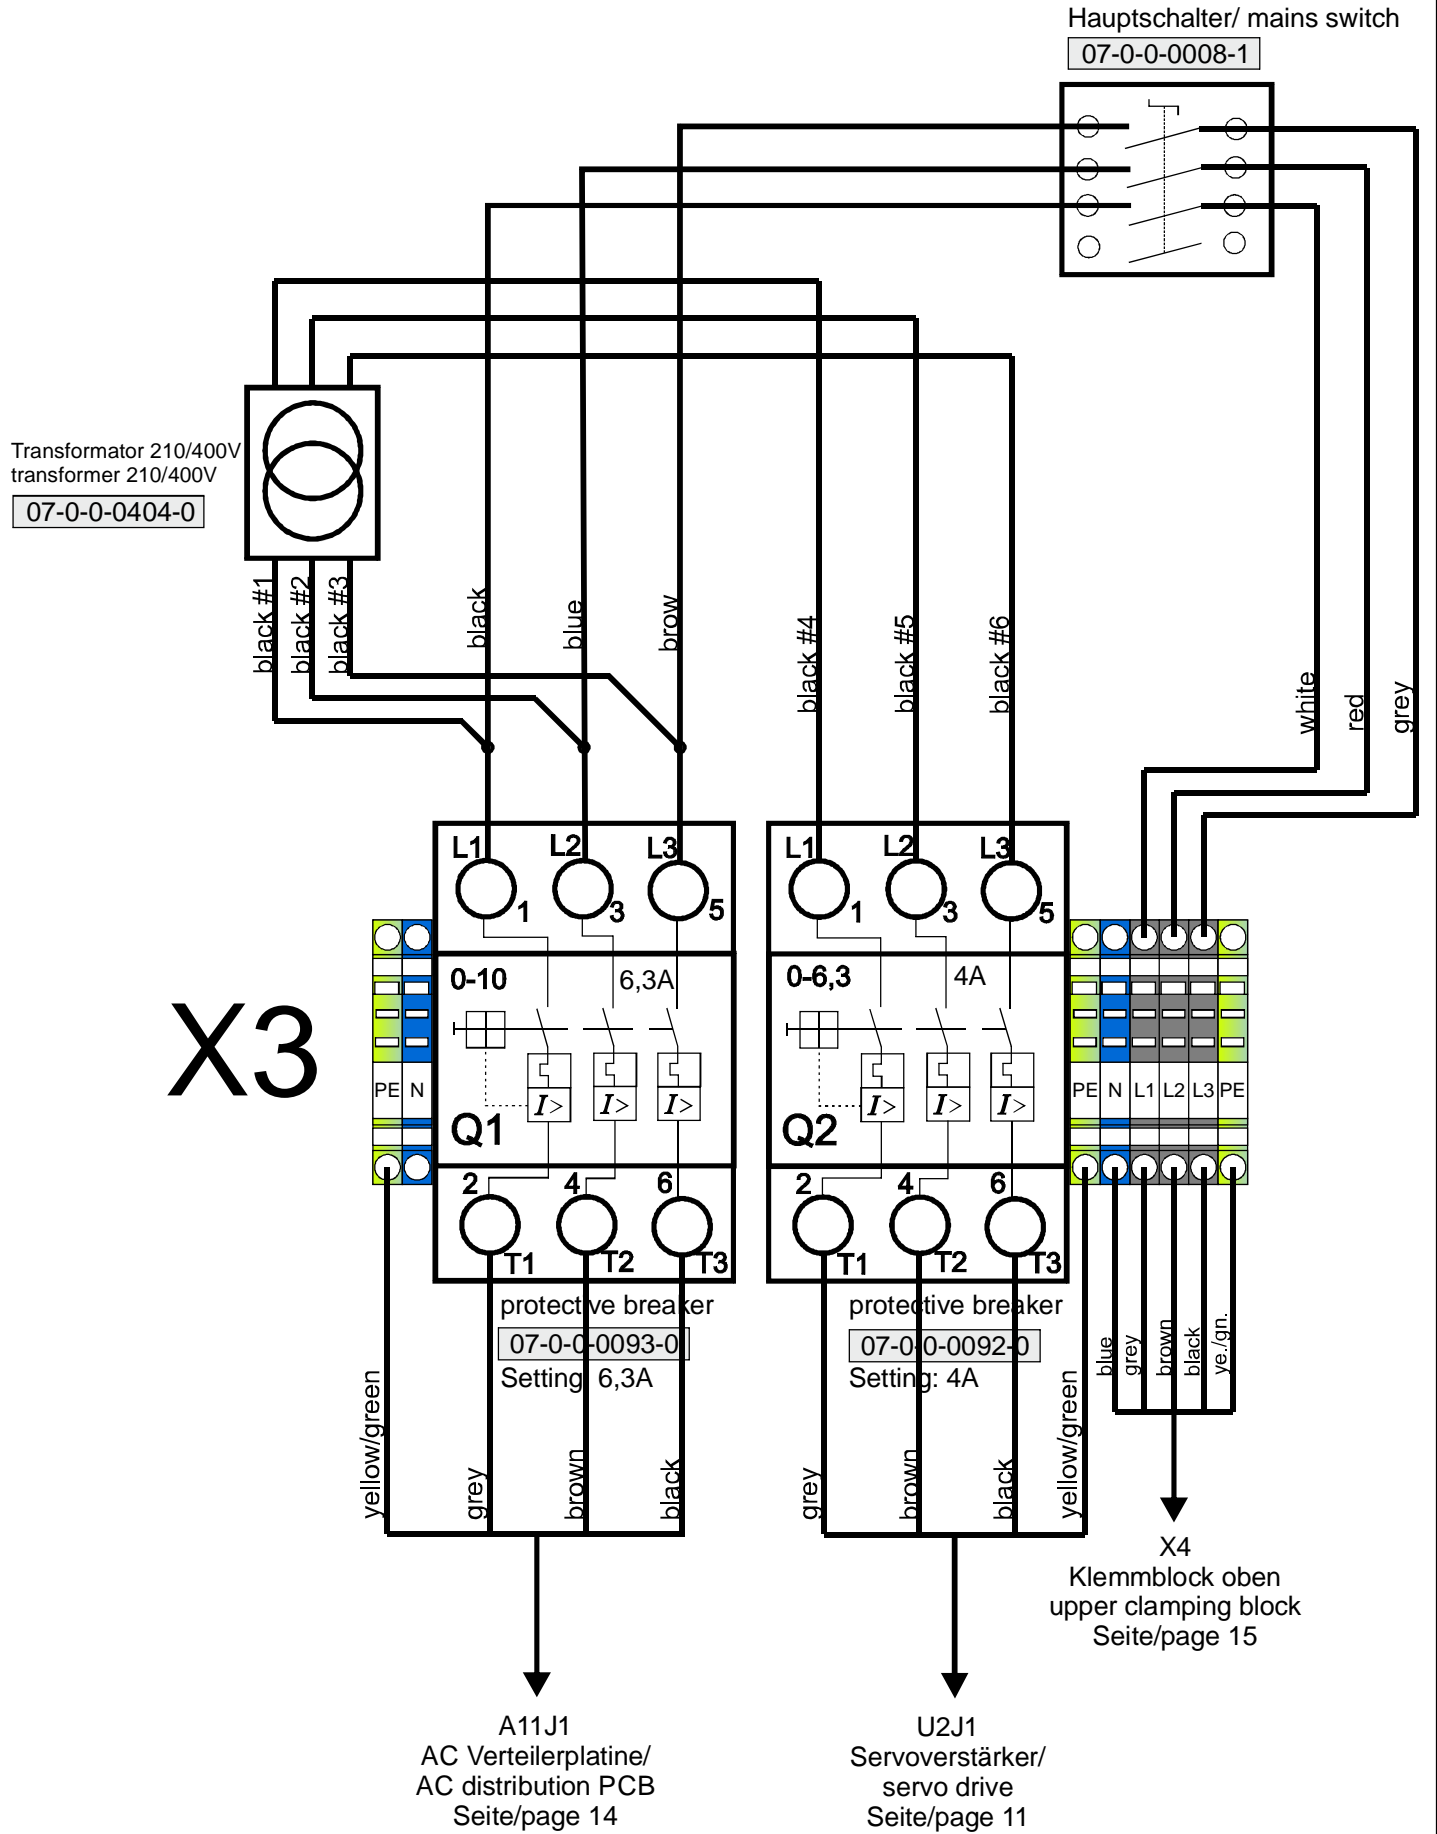 Hauptschalter/ mains switch
07-0-0-0008-1
Transformator 210/400V
transformer 210/400V
07-0-0-0404-0
black #1
black #2
black #3
black
blue
brow
black #4
black #5
black #6
white
red
grey
L1
L2
L3
1
3
5
L1
L2
L3
1
3
5
X3
0-10
6,3A
0-6,3
4A
PE
N
I>
I>
I>
Q1
I>
I>
I>
Q2
PE
N
L1
L2
L3
PE
2
4
6
T1
T2
T3
2
4
6
T1
T2
T3
protective breaker
07-0-0-0093-0
Setting: 6,3A
protective breaker
07-0-0-0092-0
Setting: 4A
blue
grey
brown
black
ye./gn.
yellow/green
grey
brown
black
grey
brown
black
yellow/green
X4
Klemmblock oben
upper clamping block
Seite/page 15
A11J1
AC Verteilerplatine/
AC distribution PCB
Seite/page 14
U2J1
Servoverstärker/
servo drive
Seite/page 11